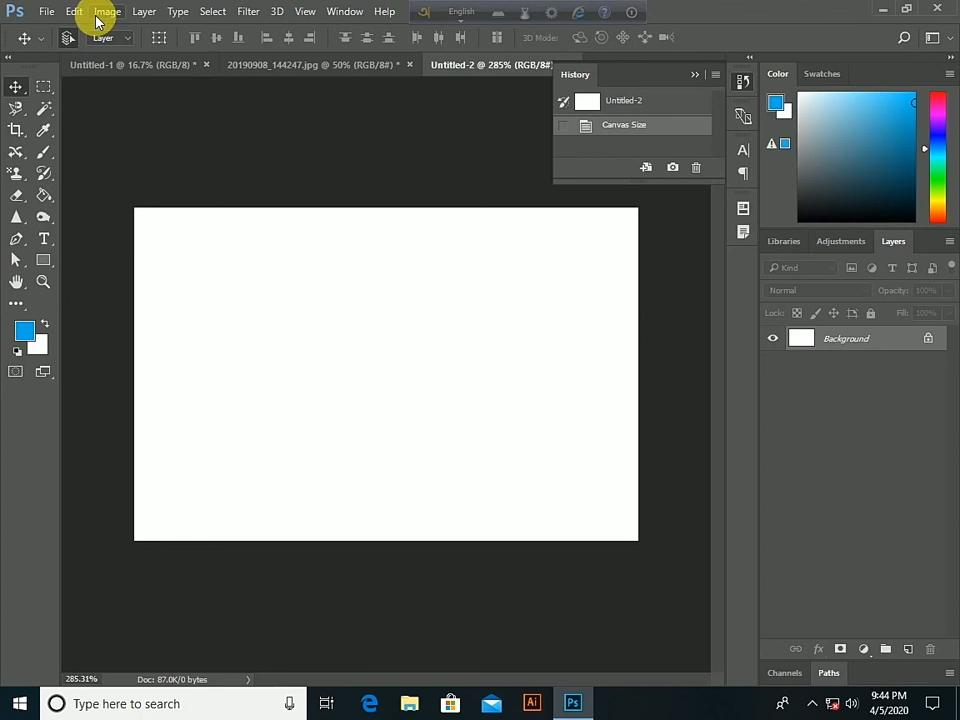 Ps File Edit Image Layer Type Select Filter 3D View Window Help English
Layer 3D Mode:
Untitled-1 @ 16.7% (RGB/8) * × 20190908_144247.jpg @ 50% (RGB/8#) * × Untitled-2 @ 285% (RGB/8#)
History
Untitled-2
Canvas Size
Color Swatches
Libraries Adjustments Layers
Kind
Normal Opacity: 100%
Lock: Fill: 100%
Background
285.31% Doc: 87.0K/0 bytes
Channels Paths
Type here to search
Ai Ps
9:44 PM
4/5/2020